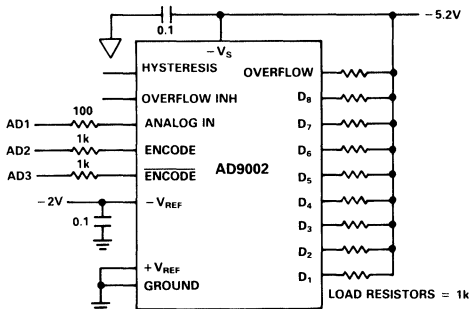 0.1
−5.2V
−VS
HYSTERESIS
OVERFLOW
OVERFLOW INH
D8
AD1
100
ANALOG IN
D7
AD2
1k
ENCODE
D6
AD3
1k
ENCODE
AD9002
D5
−2V
−VREF
D4
0.1
D3
D2
+VREF
GROUND
D1
LOAD RESISTORS = 1k